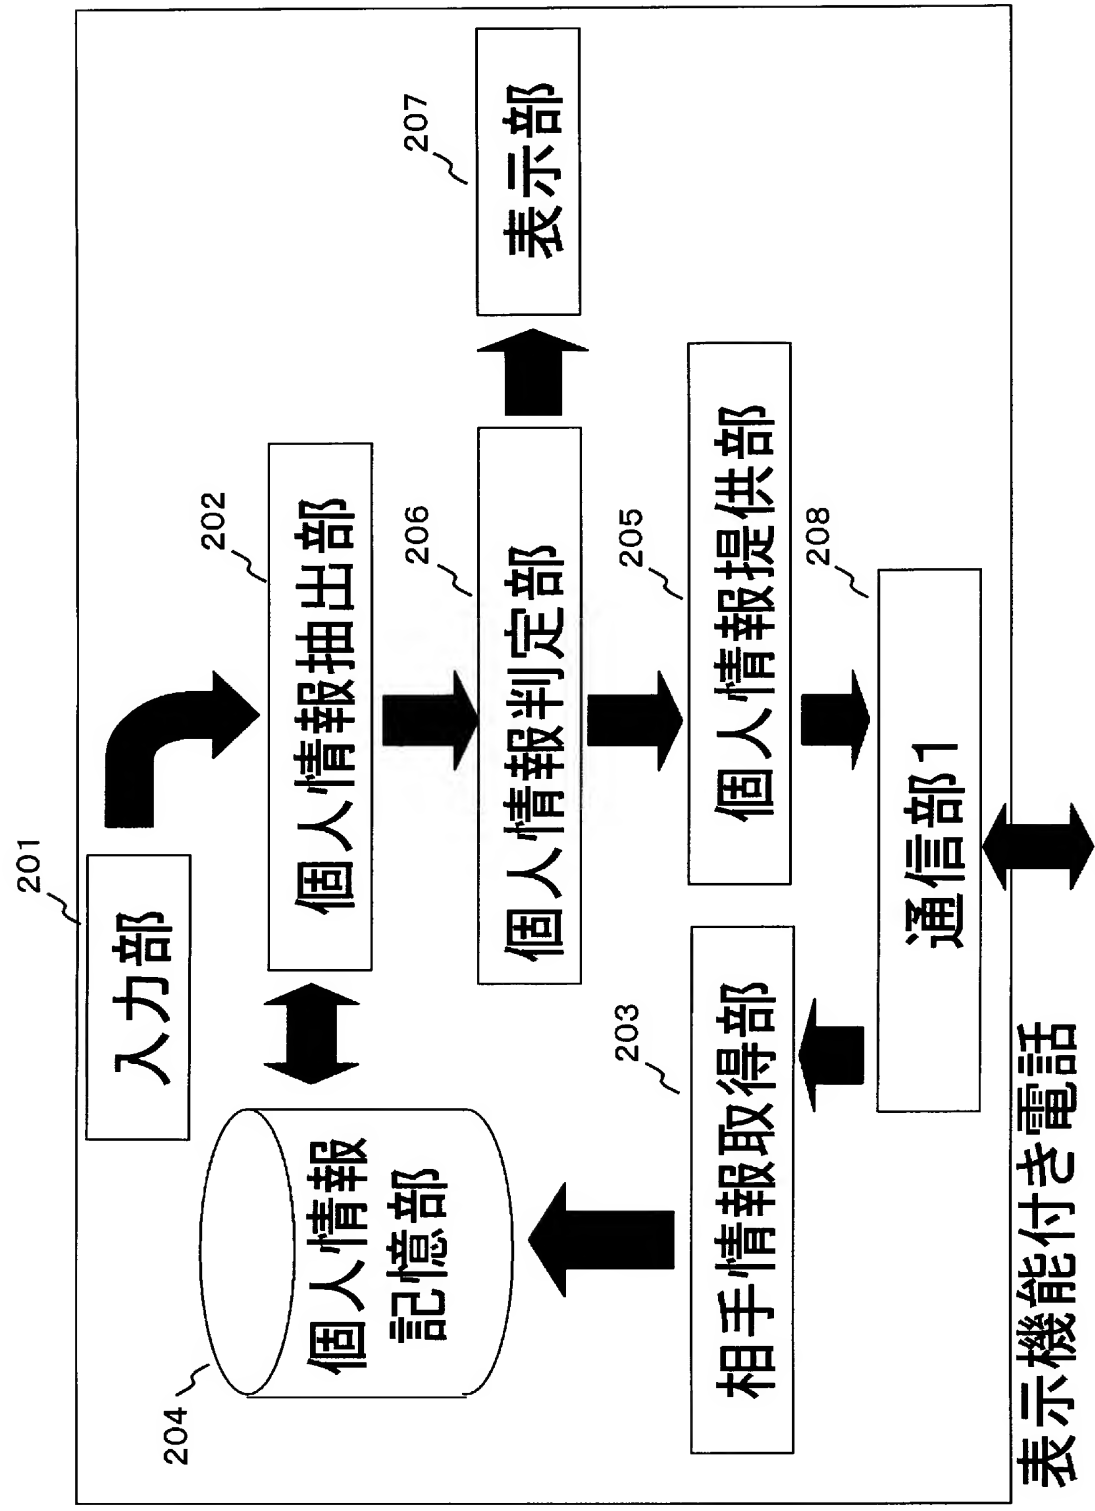 201
入力部
202
個人情報抽出部
204
個人情報
記憶部
206
個人情報判定部
207
表示部
203
相手情報取得部
205
個人情報提供部
208
通信部1
表示機能付き電話